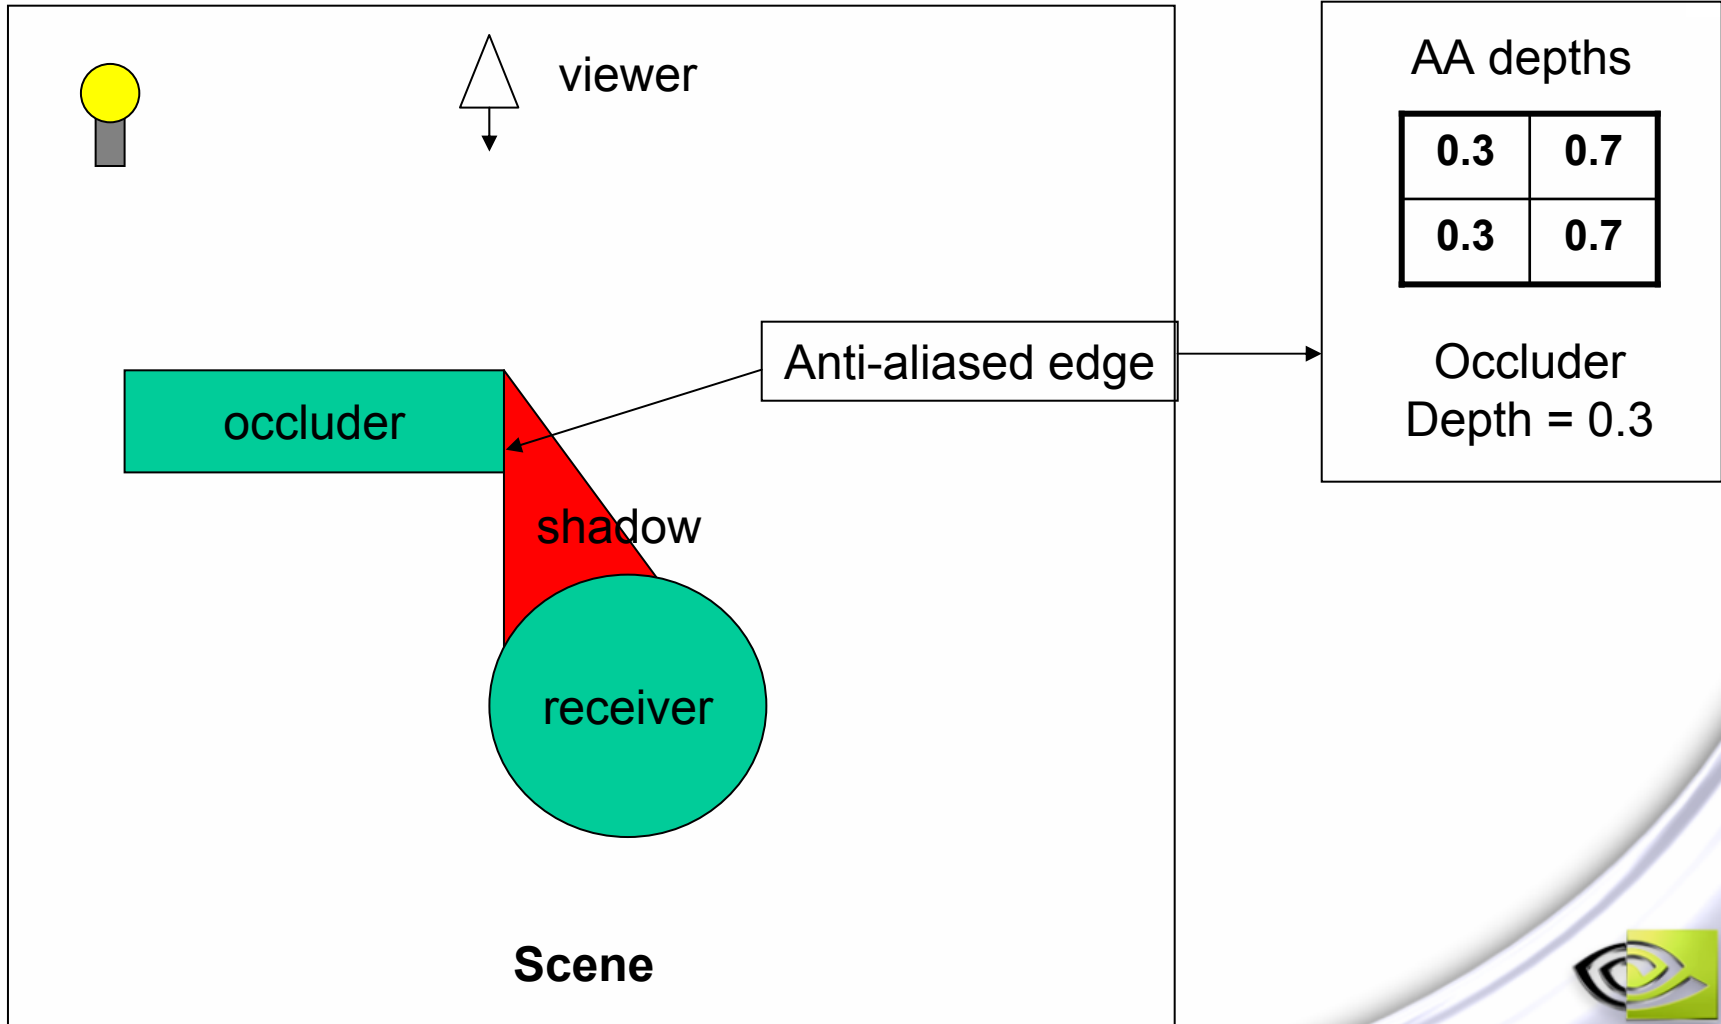 viewer
AA depths
0.3 0.7
0.3 0.7
Anti-aliased edge
Occluder
Depth = 0.3
occluder
shadow
receiver
Scene